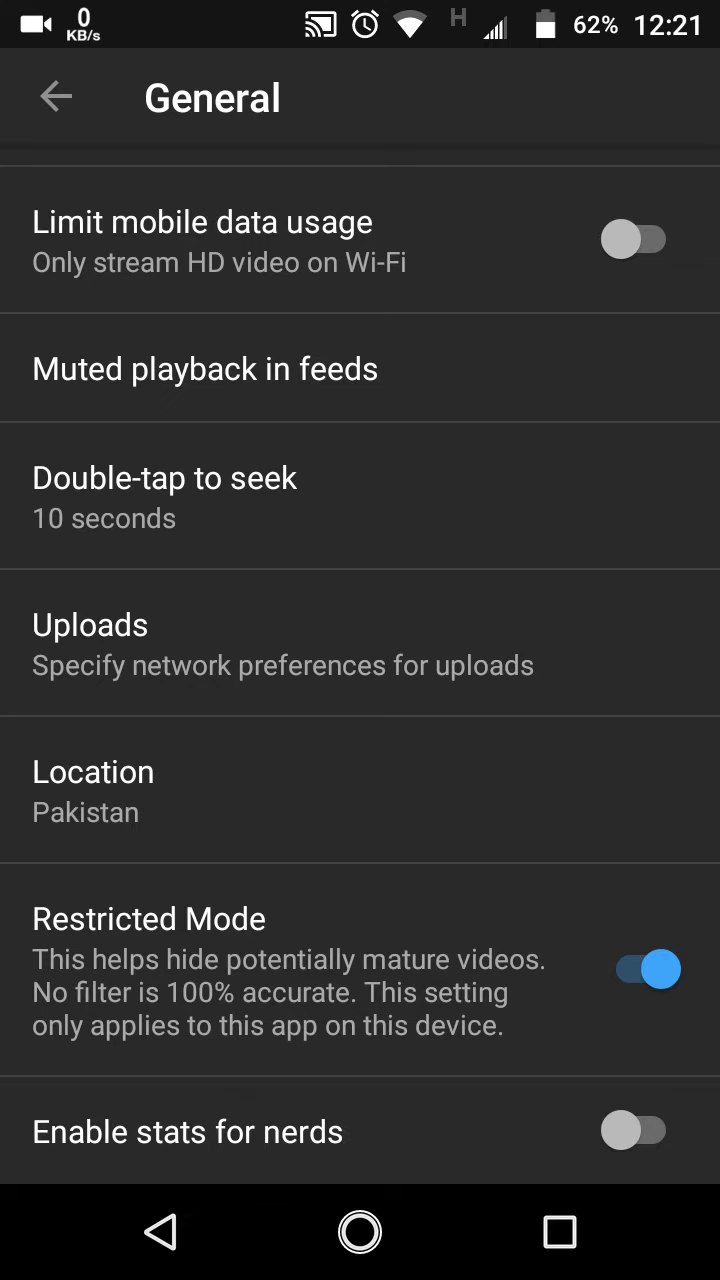 0
KB/s
H
62% 12:21
General
Limit mobile data usage
Only stream HD video on Wi-Fi
Muted playback in feeds
Double-tap to seek
10 seconds
Uploads
Specify network preferences for uploads
Location
Pakistan
Restricted Mode
This helps hide potentially mature videos.
No filter is 100% accurate. This setting
only applies to this app on this device.
Enable stats for nerds